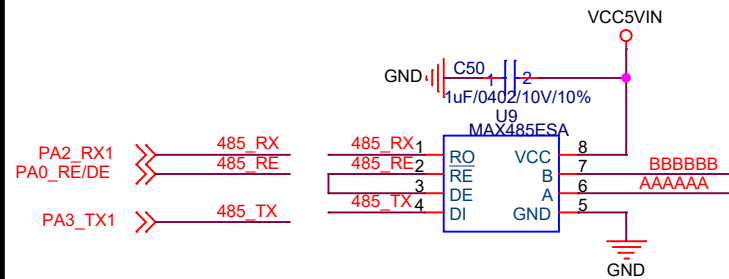 VCC5VIN
GND
C50
1
2
1uF/0402/10V/10%
U9
MAX485ESA
PA2_RX1
485_RX
485_RX
1
RO
VCC
8
PA0_RE/DE
485_RE
485_RE
2
RE
B
7
BBBBBB
3
DE
A
6
AAAAAA
PA3_TX1
485_TX
485_TX
4
DI
GND
5
GND